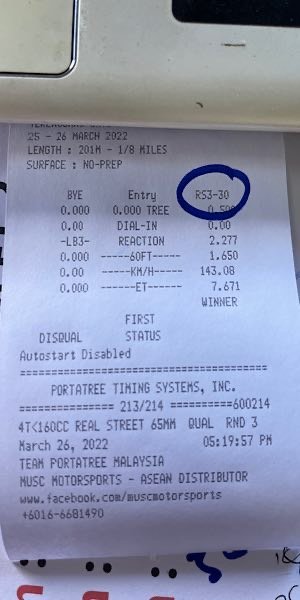 25 - 26 MARCH 2022
LENGTH : 201M - 1/8 MILES
SURFACE : NO-PREP
BYE Entry RS3-30
0.000 0.000 TREE 0.500
0.00 DIAL-IN 0.00
-LB3- REACTION 2.277
0.000 -----60FT----- 1.650
0.00 -----KM/H----- 143.08
0.000 ------ET------ 7.671
WINNER
FIRST
DISQUAL STATUS
Autostart Disabled
=======================================
PORTATREE TIMING SYSTEMS, INC.
================ 213/214 ==========600214
4T<160CC REAL STREET 65MM QUAL RND 3
March 26, 2022 05:19:57 PM
TEAM PORTATREE MALAYSIA
MUSC MOTORSPORTS - ASEAN DISTRIBUTOR
www.facebook.com/muscmotorsports
+6016-6681490